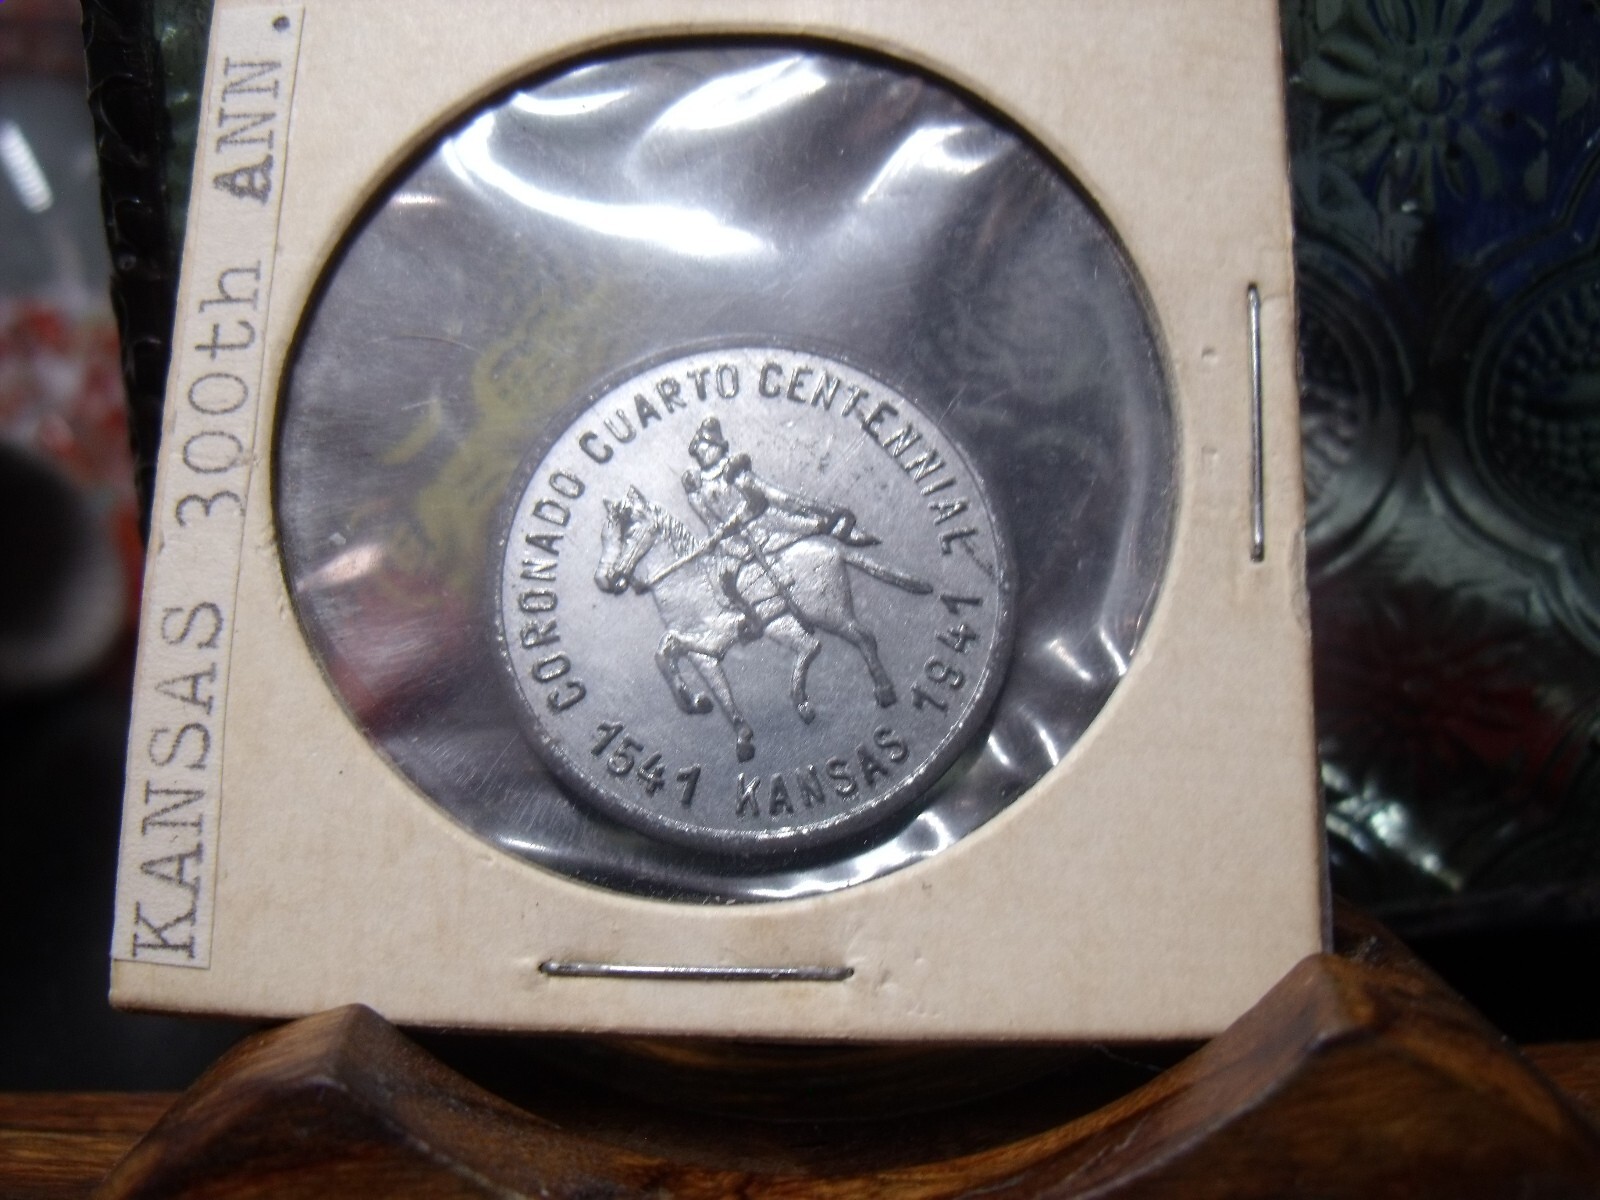 KANSAS 300th ANN.
CORONADO CUARTO CENTENNIAL
1541 KANSAS 1941